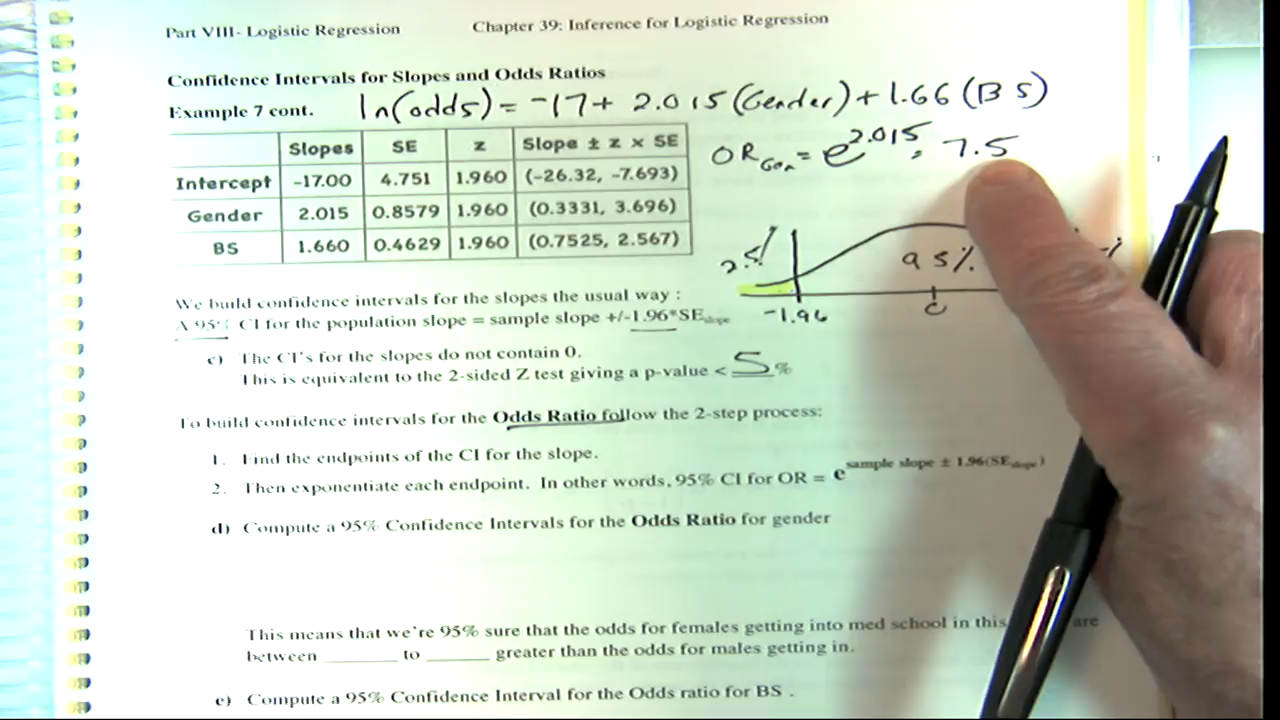 Part VIII- Logistic Regression Chapter 39: Inference for Logistic Regression
Confidence Intervals for Slopes and Odds Ratios
Example 7 cont. ln(odds) = -17 + 2.015 (Gender) + 1.66 (BS)
Slopes SE z Slope ± z x SE
Intercept -17.00 4.751 1.960 (-26.32, -7.693)
Gender 2.015 0.8579 1.960 (0.3331, 3.696)
BS 1.660 0.4629 1.960 (0.7525, 2.567)
OR Gen = e^2.015 = 7.5
2.5% 95%
-1.96
We build confidence intervals for the slopes the usual way :
A 95% CI for the population slope = sample slope +/-1.96*SEslope
c) The CI's for the slopes do not contain 0.
This is equivalent to the 2-sided Z test giving a p-value < 5 %
To build confidence intervals for the Odds Ratio follow the 2-step process:
1. Find the endpoints of the CI for the slope.
2. Then exponentiate each endpoint. In other words, 95% CI for OR = e^sample slope ± 1.96(SEslope)
d) Compute a 95% Confidence Intervals for the Odds Ratio for gender
This means that we're 95% sure that the odds for females getting into med school in this are
between ______ to ______ greater than the odds for males getting in.
e) Compute a 95% Confidence Interval for the Odds ratio for BS .